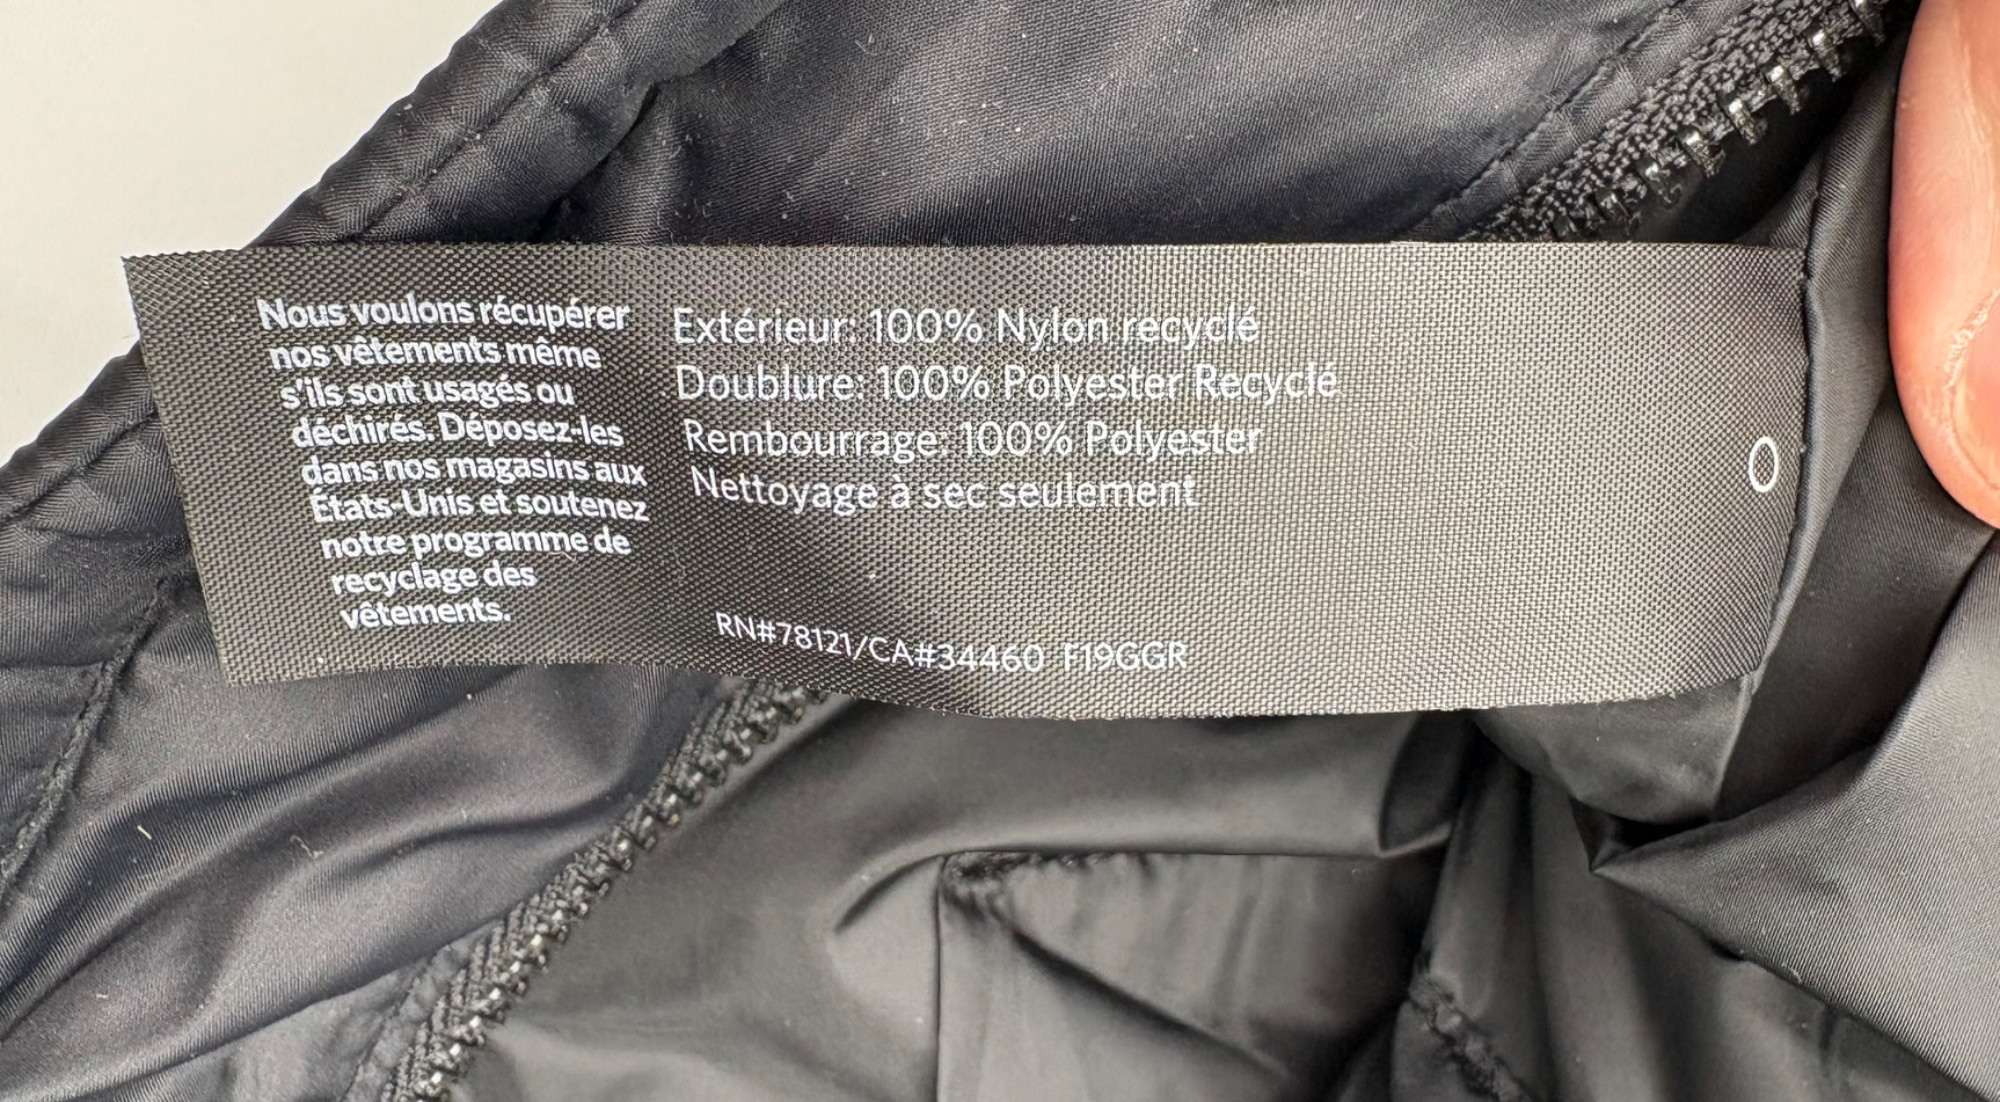 Nous voulons récupérer
nos vêtements même
s'ils sont usagés ou
déchirés. Déposez-les
dans nos magasins aux
États-Unis et soutenez
notre programme de
recyclage des
vêtements.
Extérieur: 100% Nylon recyclé
Doublure: 100% Polyester Recyclé
Rembourrage: 100% Polyester
Nettoyage à sec seulement
RN#78121/CA#34460 F19GGR